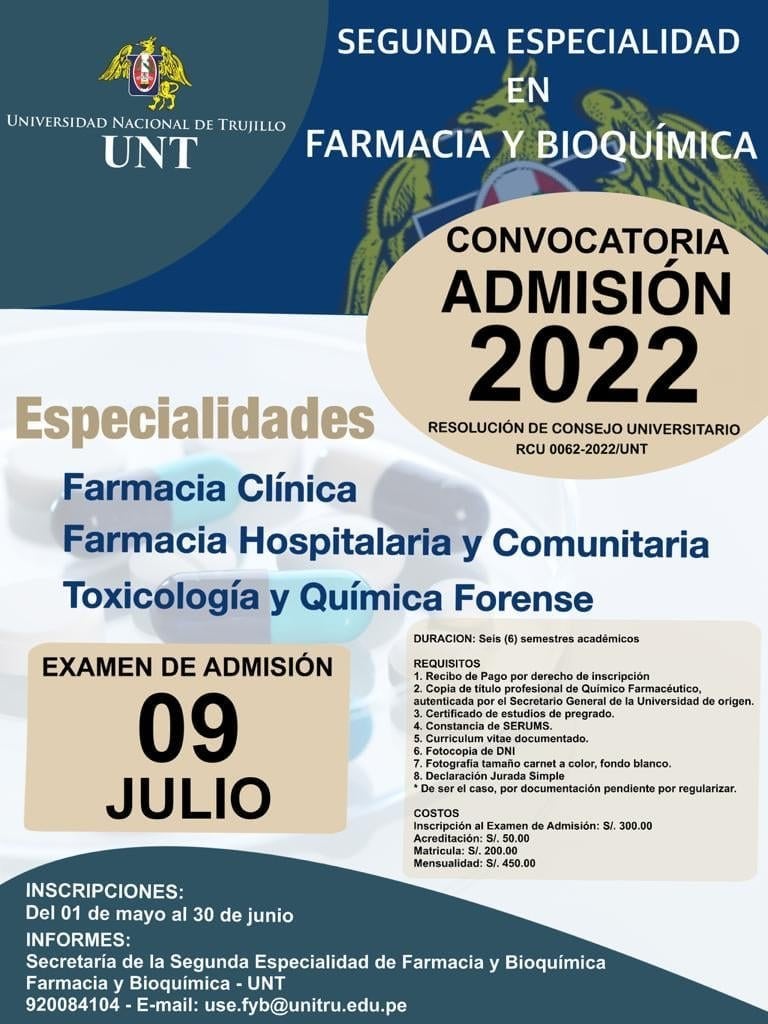 UNIVERSIDAD NACIONAL DE TRUJILLO
UNT
SEGUNDA ESPECIALIDAD
EN
FARMACIA Y BIOQUÍMICA
CONVOCATORIA
ADMISIÓN
2022
RESOLUCIÓN DE CONSEJO UNIVERSITARIO
RCU 0062-2022/UNT
Especialidades
Farmacia Clínica
Farmacia Hospitalaria y Comunitaria
Toxicología y Química Forense
EXAMEN DE ADMISIÓN
09
JULIO
DURACION: Seis (6) semestres académicos
REQUISITOS
1. Recibo de Pago por derecho de inscripción
2. Copia de título profesional de Químico Farmacéutico,
autenticada por el Secretario General de la Universidad de origen.
3. Certificado de estudios de pregrado.
4. Constancia de SERUMS.
5. Curriculum vitae documentado.
6. Fotocopia de DNI
7. Fotografía tamaño carnet a color, fondo blanco.
8. Declaración Jurada Simple
* De ser el caso, por documentación pendiente por regularizar.
COSTOS
Inscripción al Examen de Admisión: S/. 300.00
Acreditación: S/. 50.00
Matricula: S/. 200.00
Mensualidad: S/. 450.00
INSCRIPCIONES:
Del 01 de mayo al 30 de junio
INFORMES:
Secretaría de la Segunda Especialidad de Farmacia y Bioquímica
Farmacia y Bioquímica - UNT
920084104 - E-mail: use.fyb@unitru.edu.pe